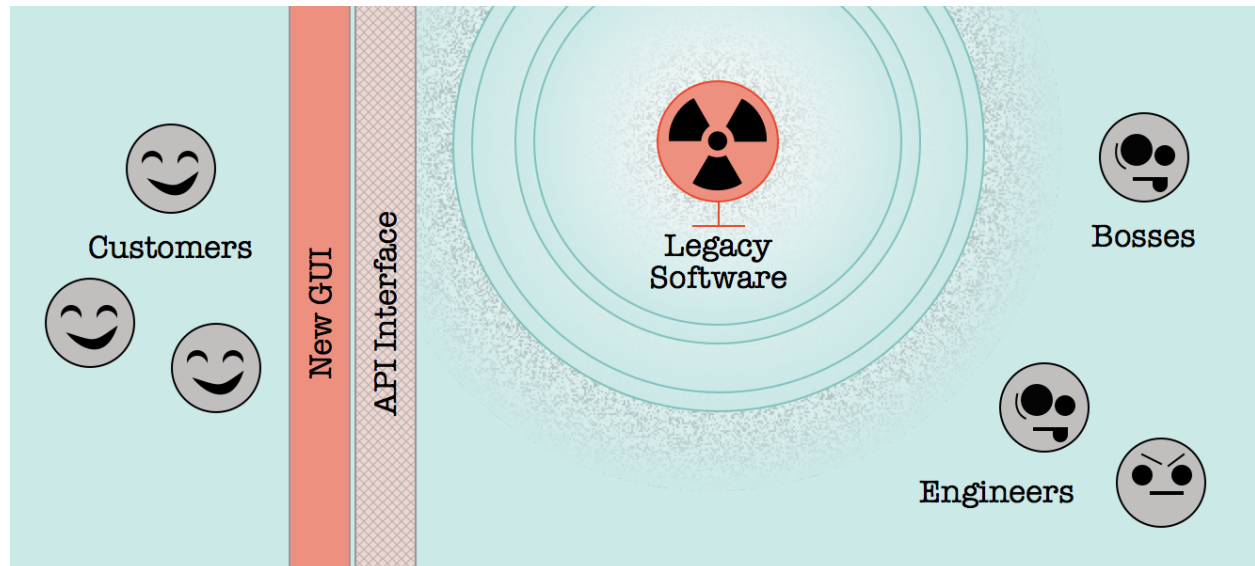 Customers
New GUI
API Interface
Legacy
Software
Bosses
Engineers